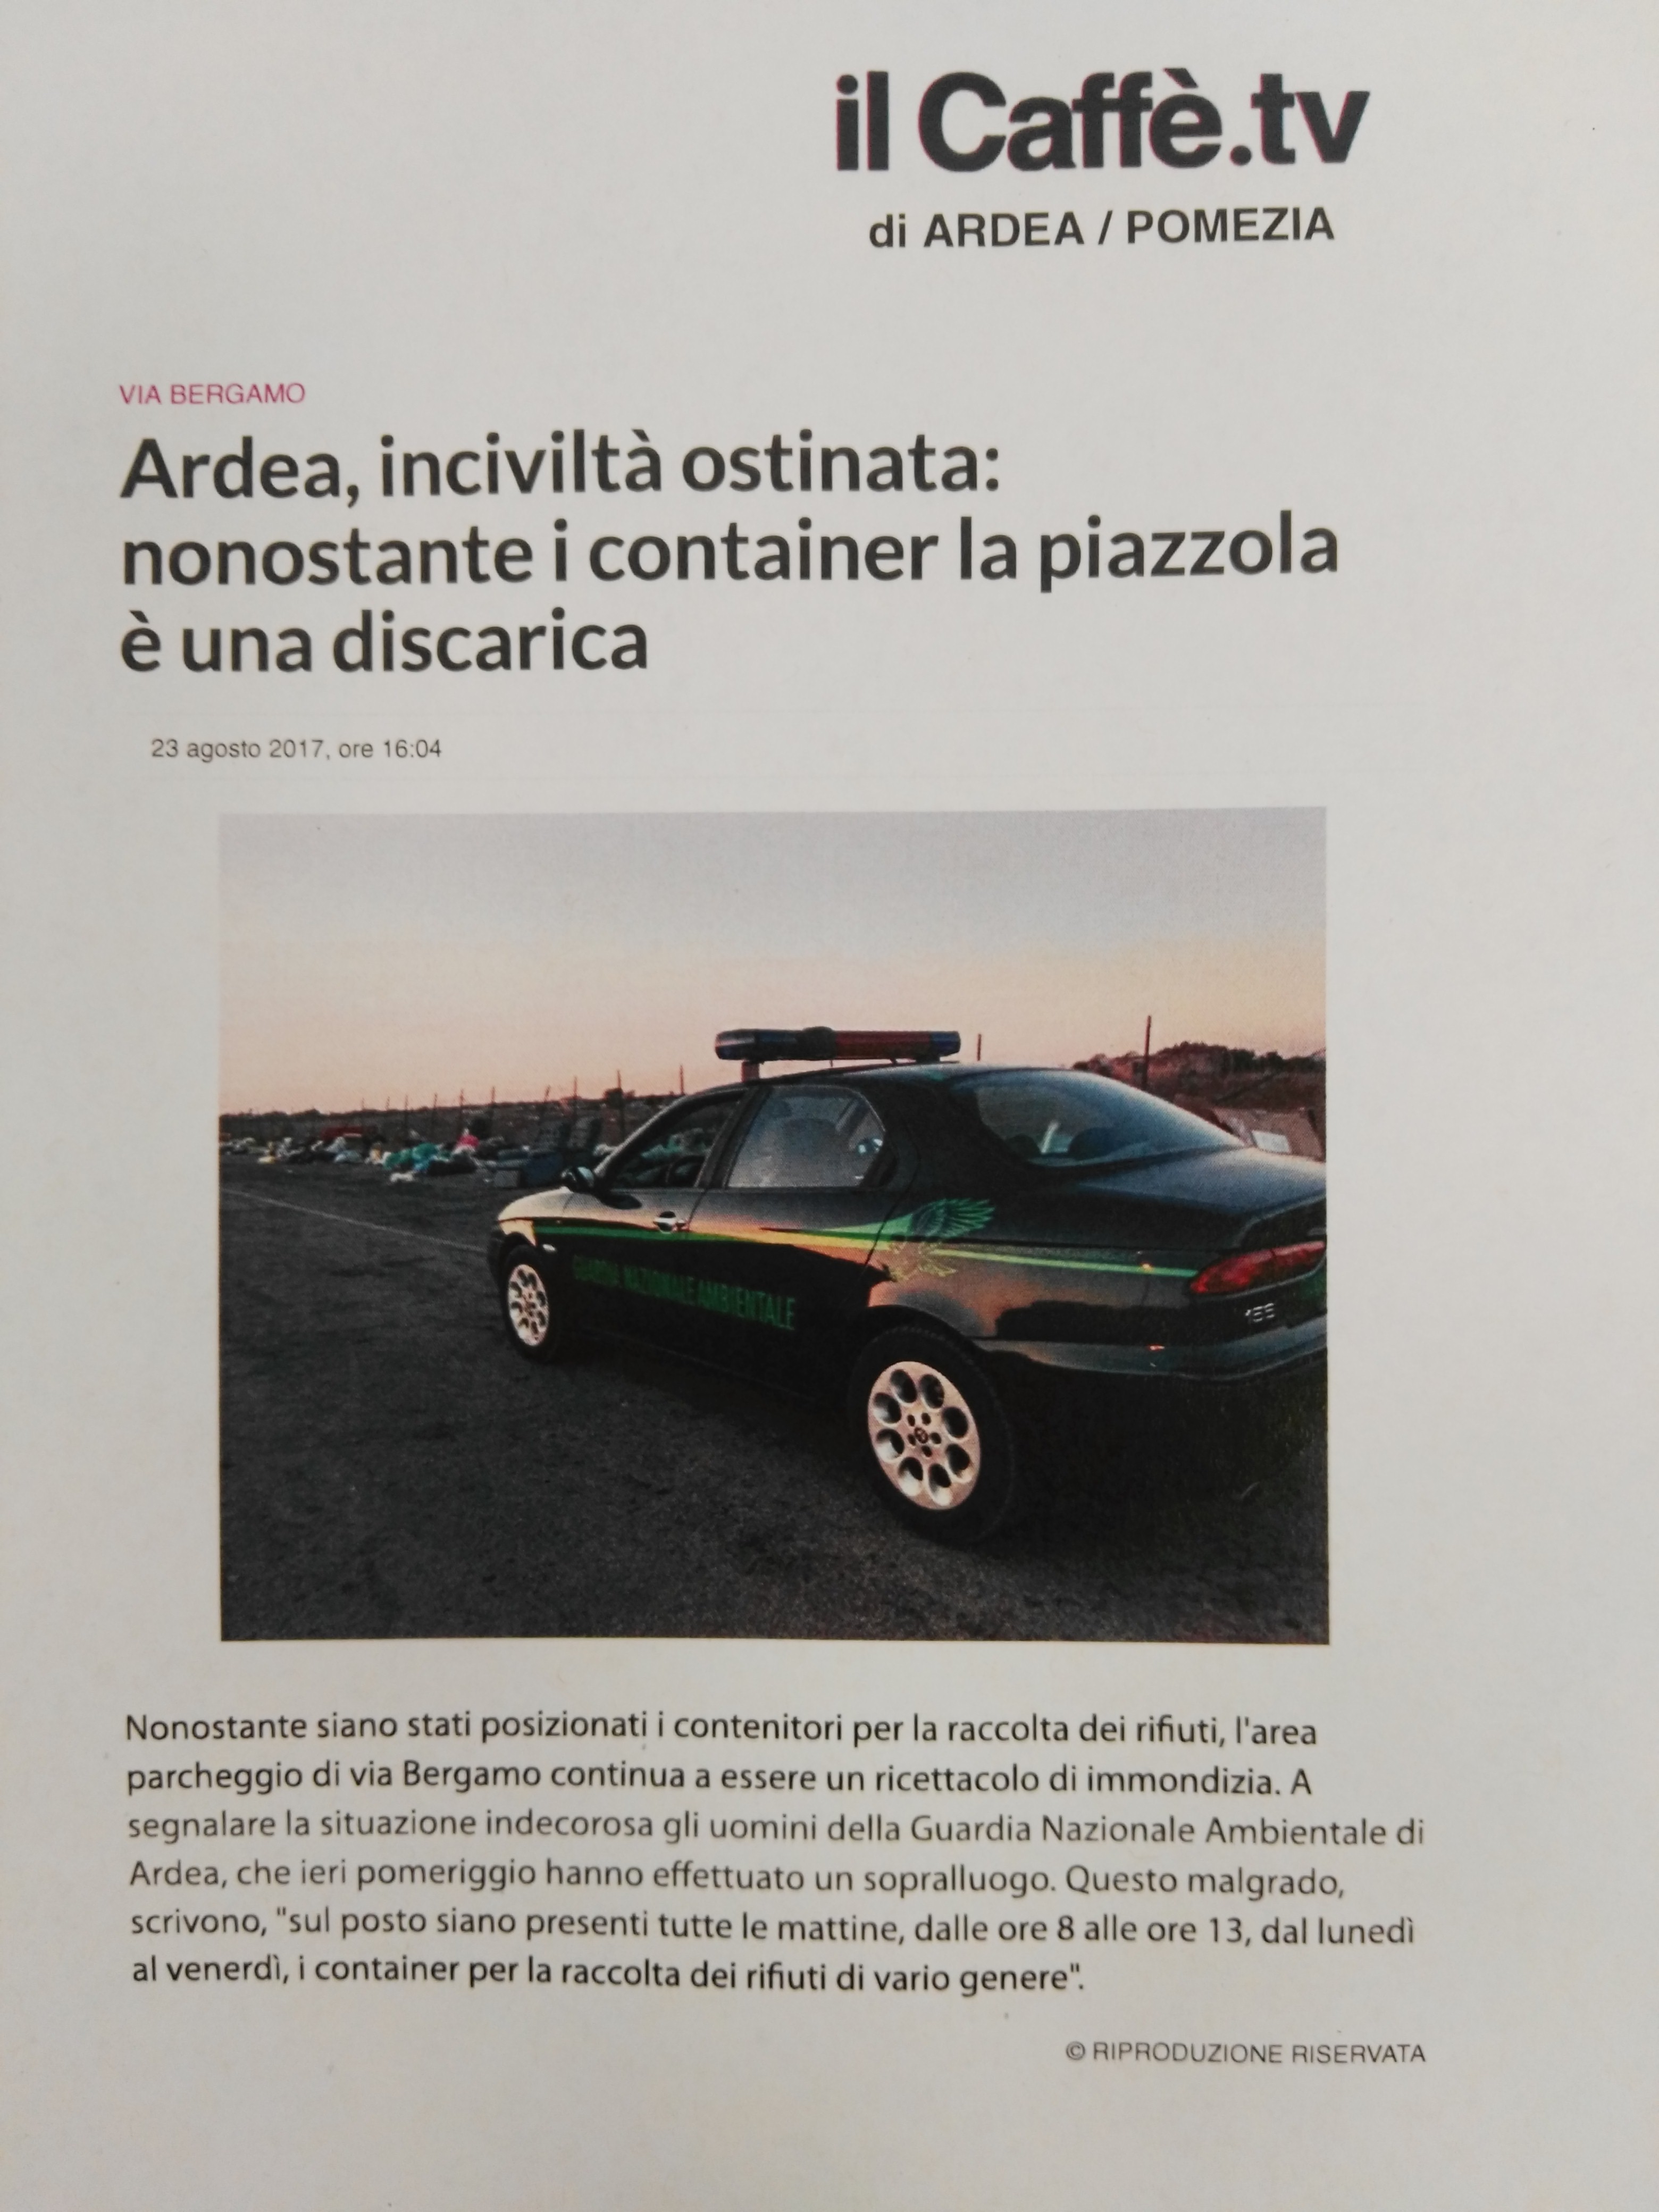 il Caffè.tv
di ARDEA / POMEZIA
VIA BERGAMO
Ardea, inciviltà ostinata:
nonostante i container la piazzola
è una discarica
23 agosto 2017, ore 16:04
GUARDIA NAZIONALE AMBIENTALE
156
Nonostante siano stati posizionati i contenitori per la raccolta dei rifiuti, l'area
parcheggio di via Bergamo continua a essere un ricettacolo di immondizia. A
segnalare la situazione indecorosa gli uomini della Guardia Nazionale Ambientale di
Ardea, che ieri pomeriggio hanno effettuato un sopralluogo. Questo malgrado,
scrivono, "sul posto siano presenti tutte le mattine, dalle ore 8 alle ore 13, dal lunedì
al venerdì, i container per la raccolta dei rifiuti di vario genere".
© RIPRODUZIONE RISERVATA